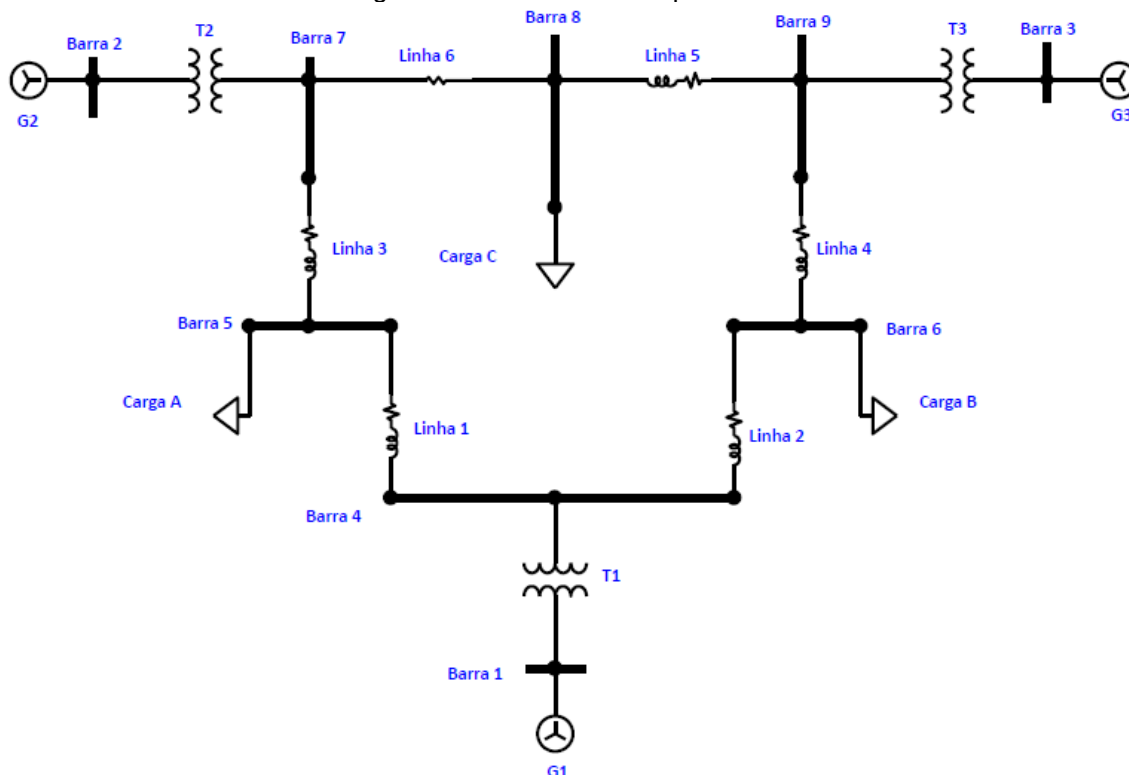 Barra 8
T2
Barra 9
T3
Barra 3
Barra 2
Barra 7
Linha 6
Linha 5
G2
G3
Linha 3
Carga C
Linha 4
Barra 5
Barra 6
Carga A
Carga B
Linha 1
Linha 2
Barra 4
T1
Barra 1
G1